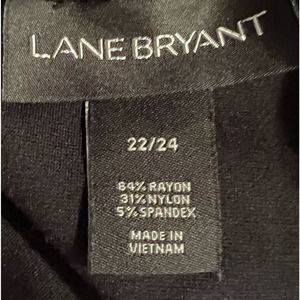 LANE BRYANT
22/24
64% RAYON
31% NYLON
5% SPANDEX
MADE IN
VIETNAM